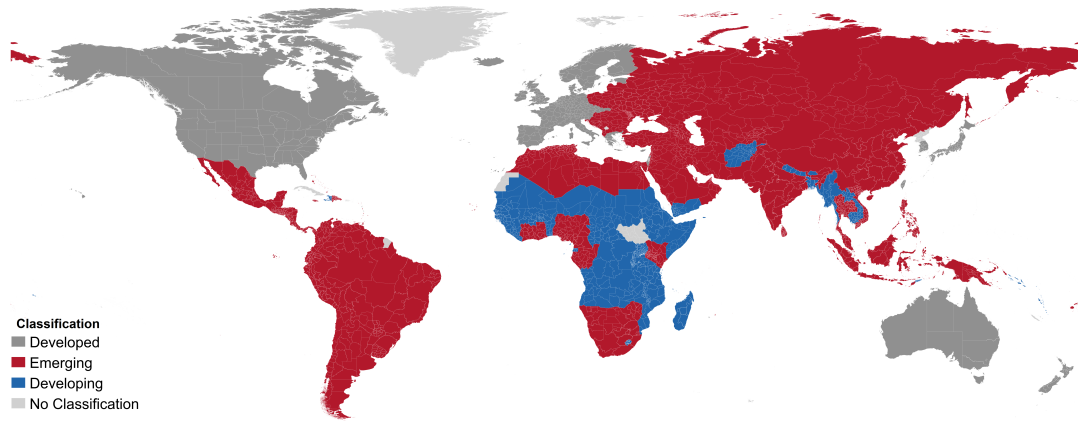 Classification
Developed
Emerging
Developing
No Classification